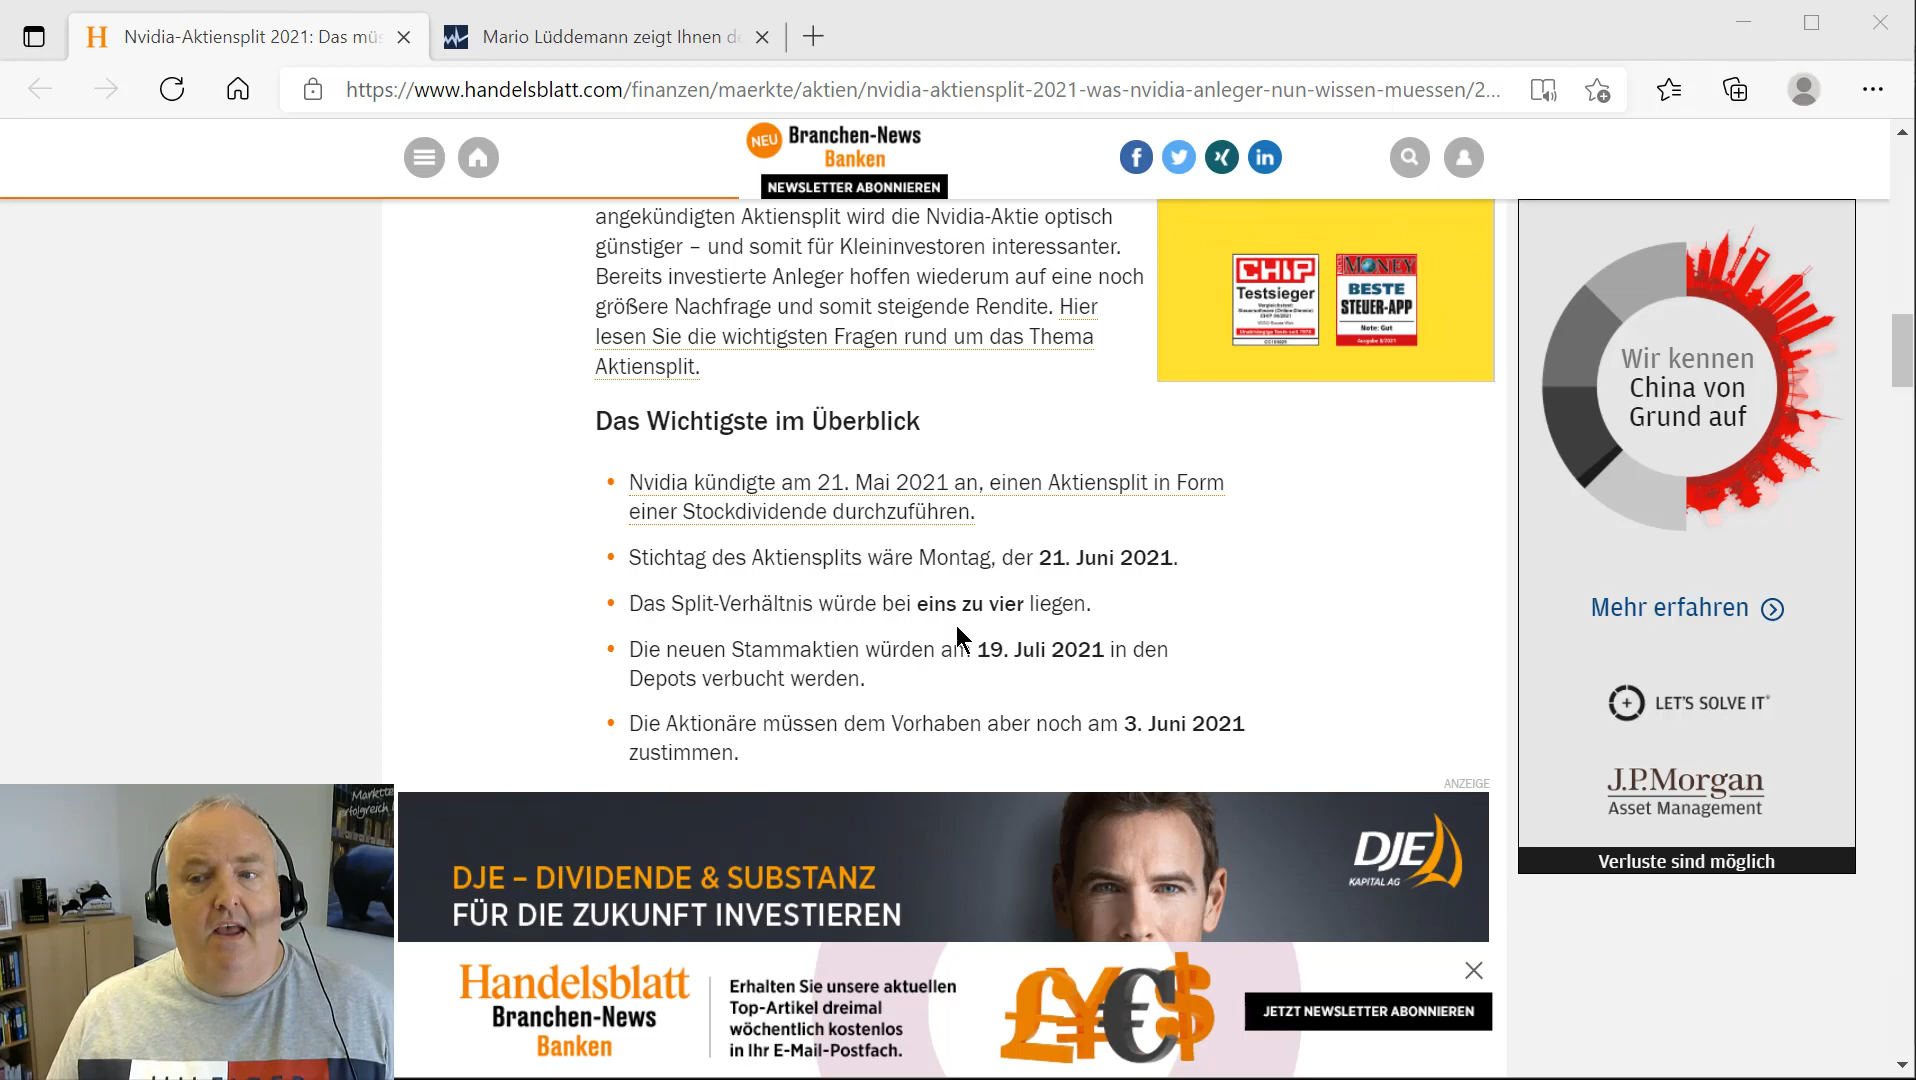 Nvidia-Aktiensplit 2021: Das müs
Mario Lüddemann zeigt Ihnen de
https://www.handelsblatt.com/finanzen/maerkte/aktien/nvidia-aktiensplit-2021-was-nvidia-anleger-nun-wissen-muessen/2...
NEU Branchen-News
Banken
NEWSLETTER ABONNIEREN
angekündigten Aktiensplit wird die Nvidia-Aktie optisch
günstiger – und somit für Kleininvestoren interessanter.
Bereits investierte Anleger hoffen wiederum auf eine noch
größere Nachfrage und somit steigende Rendite. Hier
lesen Sie die wichtigsten Fragen rund um das Thema
Aktiensplit.
CHIP
Testsieger
MONEY
BESTE
STEUER-APP
Note: Gut
Das Wichtigste im Überblick
Nvidia kündigte am 21. Mai 2021 an, einen Aktiensplit in Form
einer Stockdividende durchzuführen.
Stichtag des Aktiensplits wäre Montag, der 21. Juni 2021.
Das Split-Verhältnis würde bei eins zu vier liegen.
Die neuen Stammaktien würden am 19. Juli 2021 in den
Depots verbucht werden.
Die Aktionäre müssen dem Vorhaben aber noch am 3. Juni 2021
zustimmen.
Wir kennen
China von
Grund auf
Mehr erfahren
LET'S SOLVE IT
J.P.Morgan
Asset Management
Verluste sind möglich
ANZEIGE
DJE – DIVIDENDE & SUBSTANZ
FÜR DIE ZUKUNFT INVESTIEREN
DJE
KAPITAL AG
Handelsblatt
Branchen-News
Banken
Erhalten Sie unsere aktuellen
Top-Artikel dreimal
wöchentlich kostenlos
in Ihr E-Mail-Postfach.
JETZT NEWSLETTER ABONNIEREN